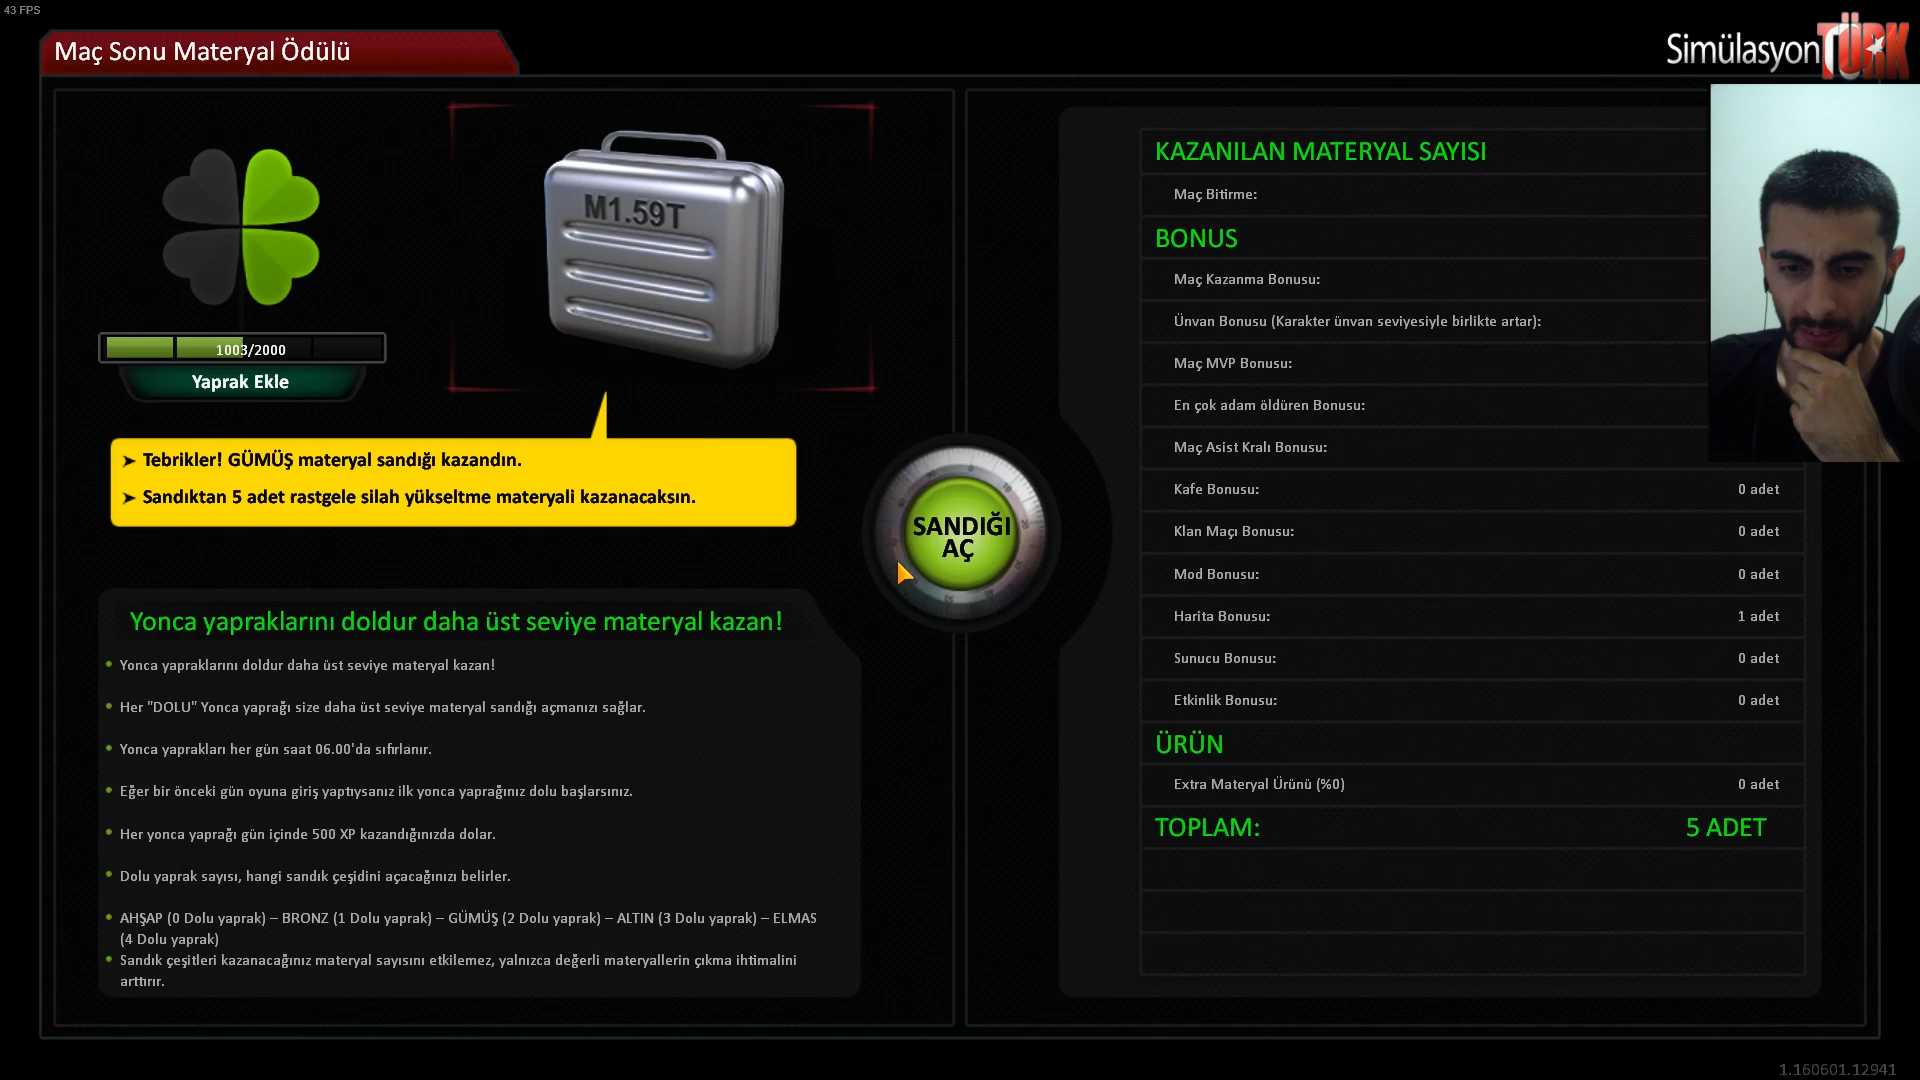 43 FPS
Maç Sonu Materyal Ödülü
SimülasyonTÜRK
M1.59T
1003/2000
Yaprak Ekle
Tebrikler! GÜMÜŞ materyal sandığı kazandın.
Sandıktan 5 adet rastgele silah yükseltme materyali kazanacaksın.
SANDIĞI
AÇ
Yonca yapraklarını doldur daha üst seviye materyal kazan!
Yonca yapraklarını doldur daha üst seviye materyal kazan!
Her "DOLU" Yonca yaprağı size daha üst seviye materyal sandığı açmanızı sağlar.
Yonca yaprakları her gün saat 06.00'da sıfırlanır.
Eğer bir önceki gün oyuna giriş yaptıysanız ilk yonca yaprağınız dolu başlarsınız.
Her yonca yaprağı gün içinde 500 XP kazandığınızda dolar.
Dolu yaprak sayısı, hangi sandık çeşidini açacağınızı belirler.
AHŞAP (0 Dolu yaprak) – BRONZ (1 Dolu yaprak) – GÜMÜŞ (2 Dolu yaprak) – ALTIN (3 Dolu yaprak) – ELMAS
(4 Dolu yaprak)
Sandık çeşitleri kazanacağınız materyal sayısını etkilemez, yalnızca değerli materyallerin çıkma ihtimalini
arttırır.
KAZANILAN MATERYAL SAYISI
Maç Bitirme:
BONUS
Maç Kazanma Bonusu:
Ünvan Bonusu (Karakter ünvan seviyesiyle birlikte artar):
Maç MVP Bonusu:
En çok adam öldüren Bonusu:
Maç Asist Kralı Bonusu:
Kafe Bonusu: 0 adet
Klan Maçı Bonusu: 0 adet
Mod Bonusu: 0 adet
Harita Bonusu: 1 adet
Sunucu Bonusu: 0 adet
Etkinlik Bonusu: 0 adet
ÜRÜN
Extra Materyal Ürünü (%0) 0 adet
TOPLAM: 5 ADET
1.160601.12941